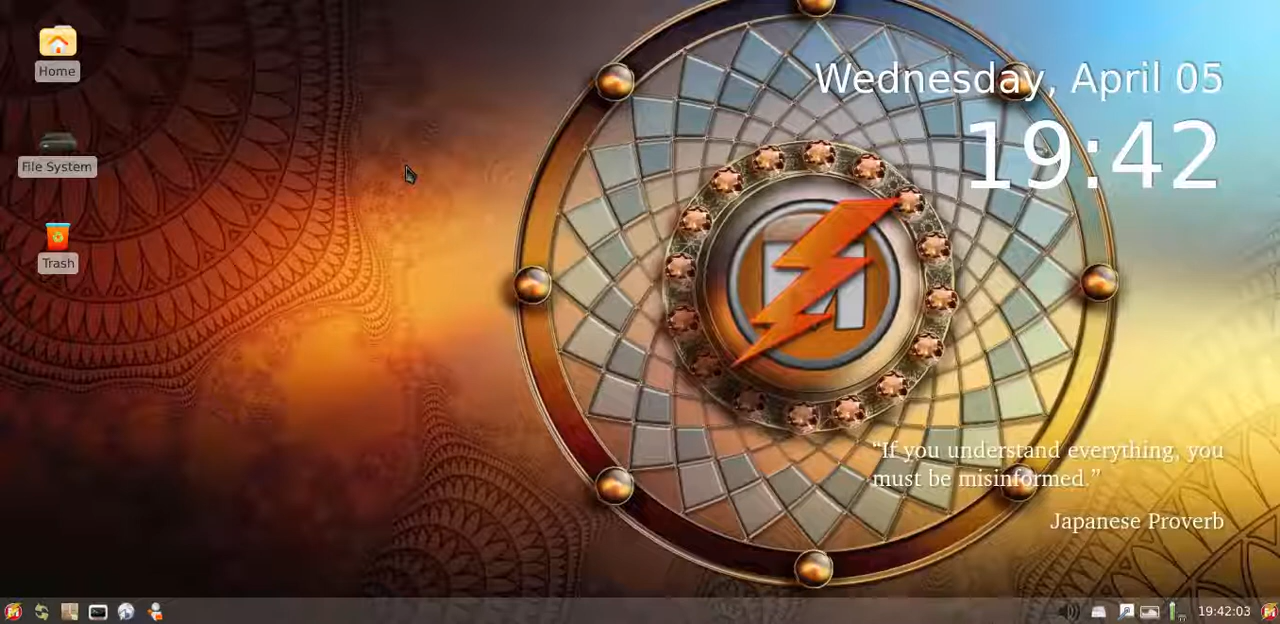 Home
File System
Trash
Wednesday, April 05
19:42
“If you understand everything, you
must be misinformed.”
Japanese Proverb
19:42:03